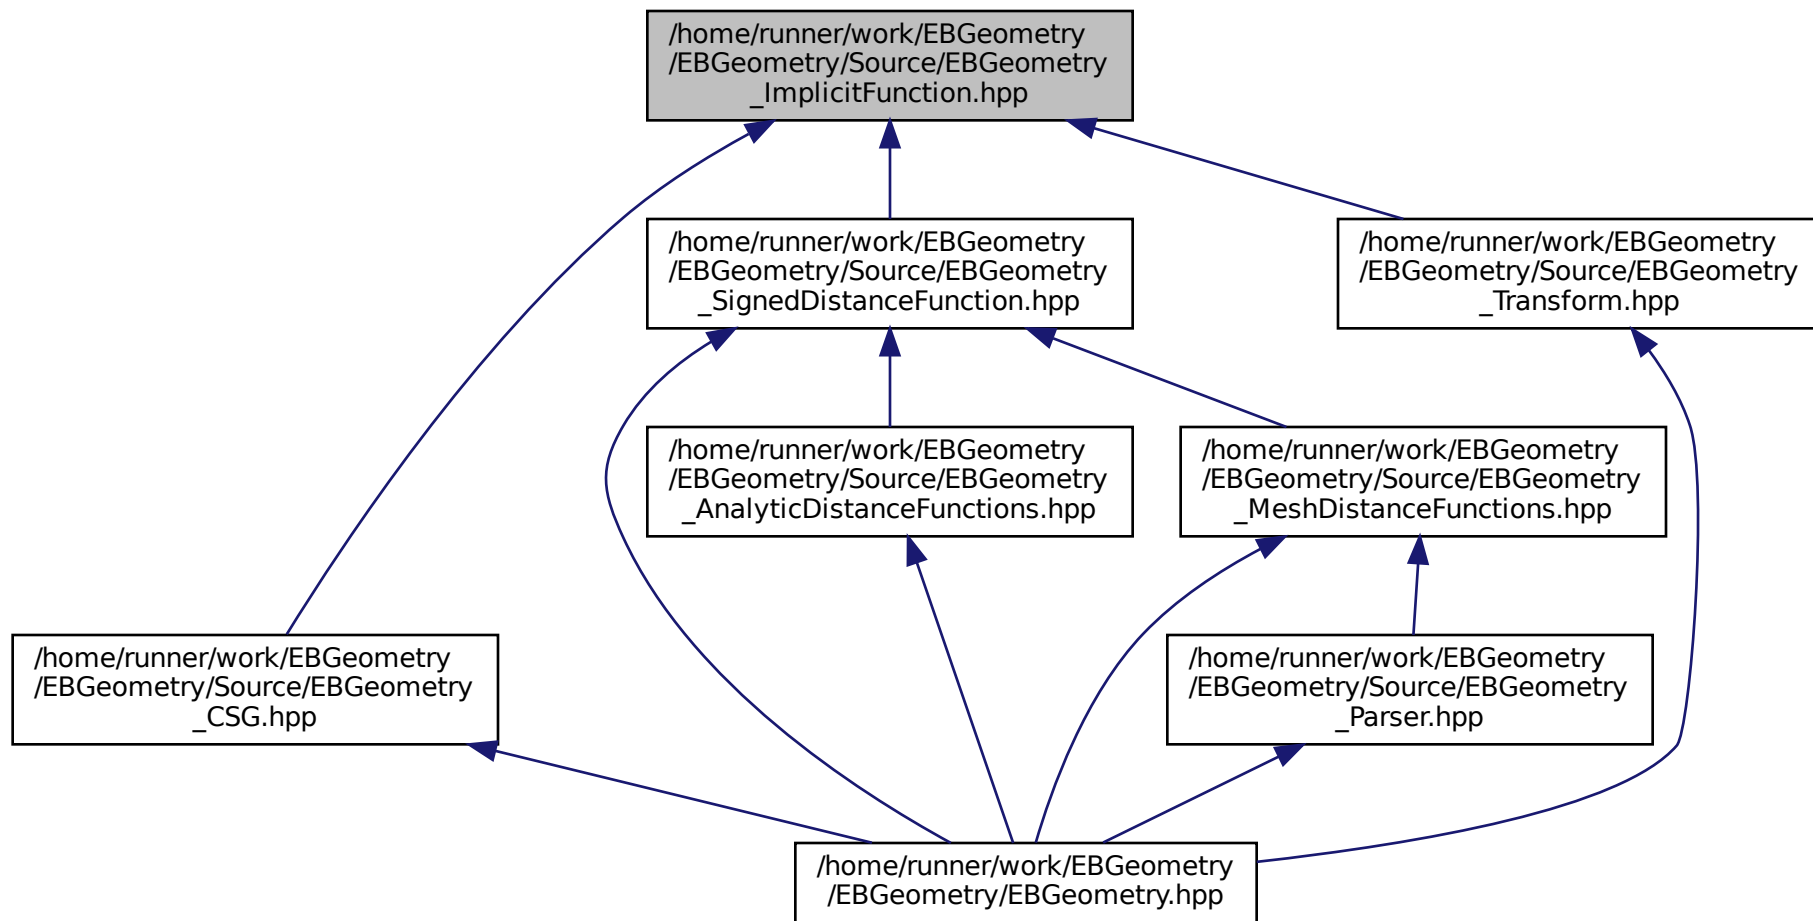 /home/runner/work/EBGeometry
/EBGeometry/Source/EBGeometry
_ImplicitFunction.hpp
/home/runner/work/EBGeometry
/EBGeometry/Source/EBGeometry
_SignedDistanceFunction.hpp
/home/runner/work/EBGeometry
/EBGeometry/Source/EBGeometry
_Transform.hpp
/home/runner/work/EBGeometry
/EBGeometry/Source/EBGeometry
_AnalyticDistanceFunctions.hpp
/home/runner/work/EBGeometry
/EBGeometry/Source/EBGeometry
_MeshDistanceFunctions.hpp
/home/runner/work/EBGeometry
/EBGeometry/Source/EBGeometry
_CSG.hpp
/home/runner/work/EBGeometry
/EBGeometry/Source/EBGeometry
_Parser.hpp
/home/runner/work/EBGeometry
/EBGeometry/EBGeometry.hpp